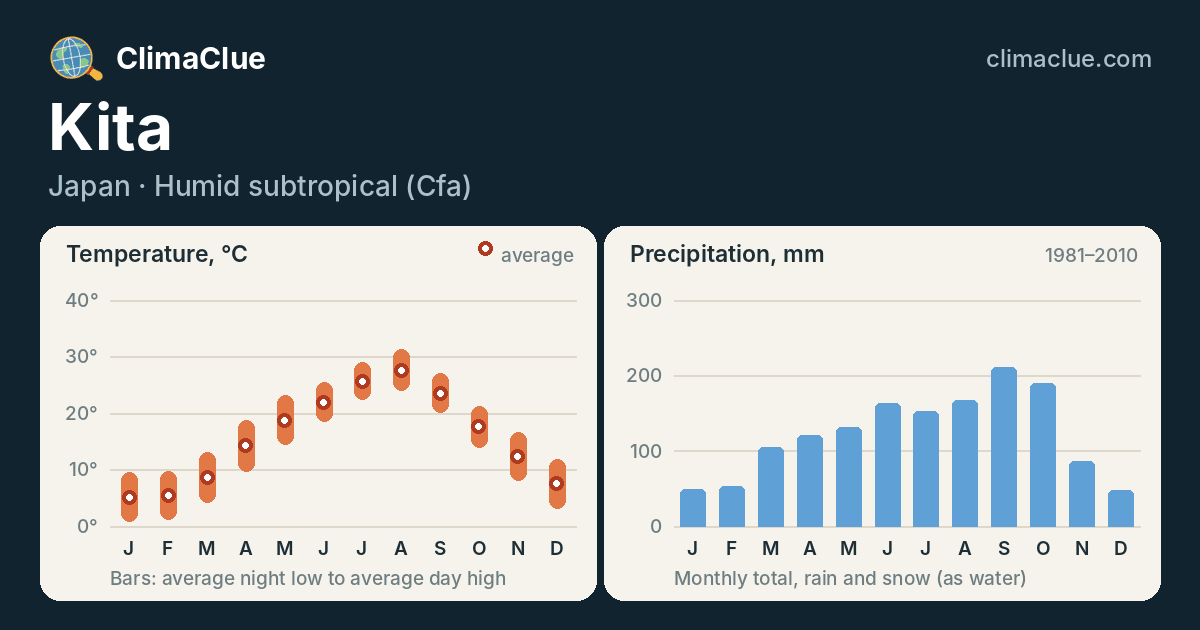 ClimaClue
climaclue.com
Kita
Japan · Humid subtropical (Cfa)
Temperature, °C
average
40°
30°
20°
10°
0°
J F M A M J J A S O N D
Bars: average night low to average day high
Precipitation, mm
1981–2010
300
200
100
0
J F M A M J J A S O N D
Monthly total, rain and snow (as water)